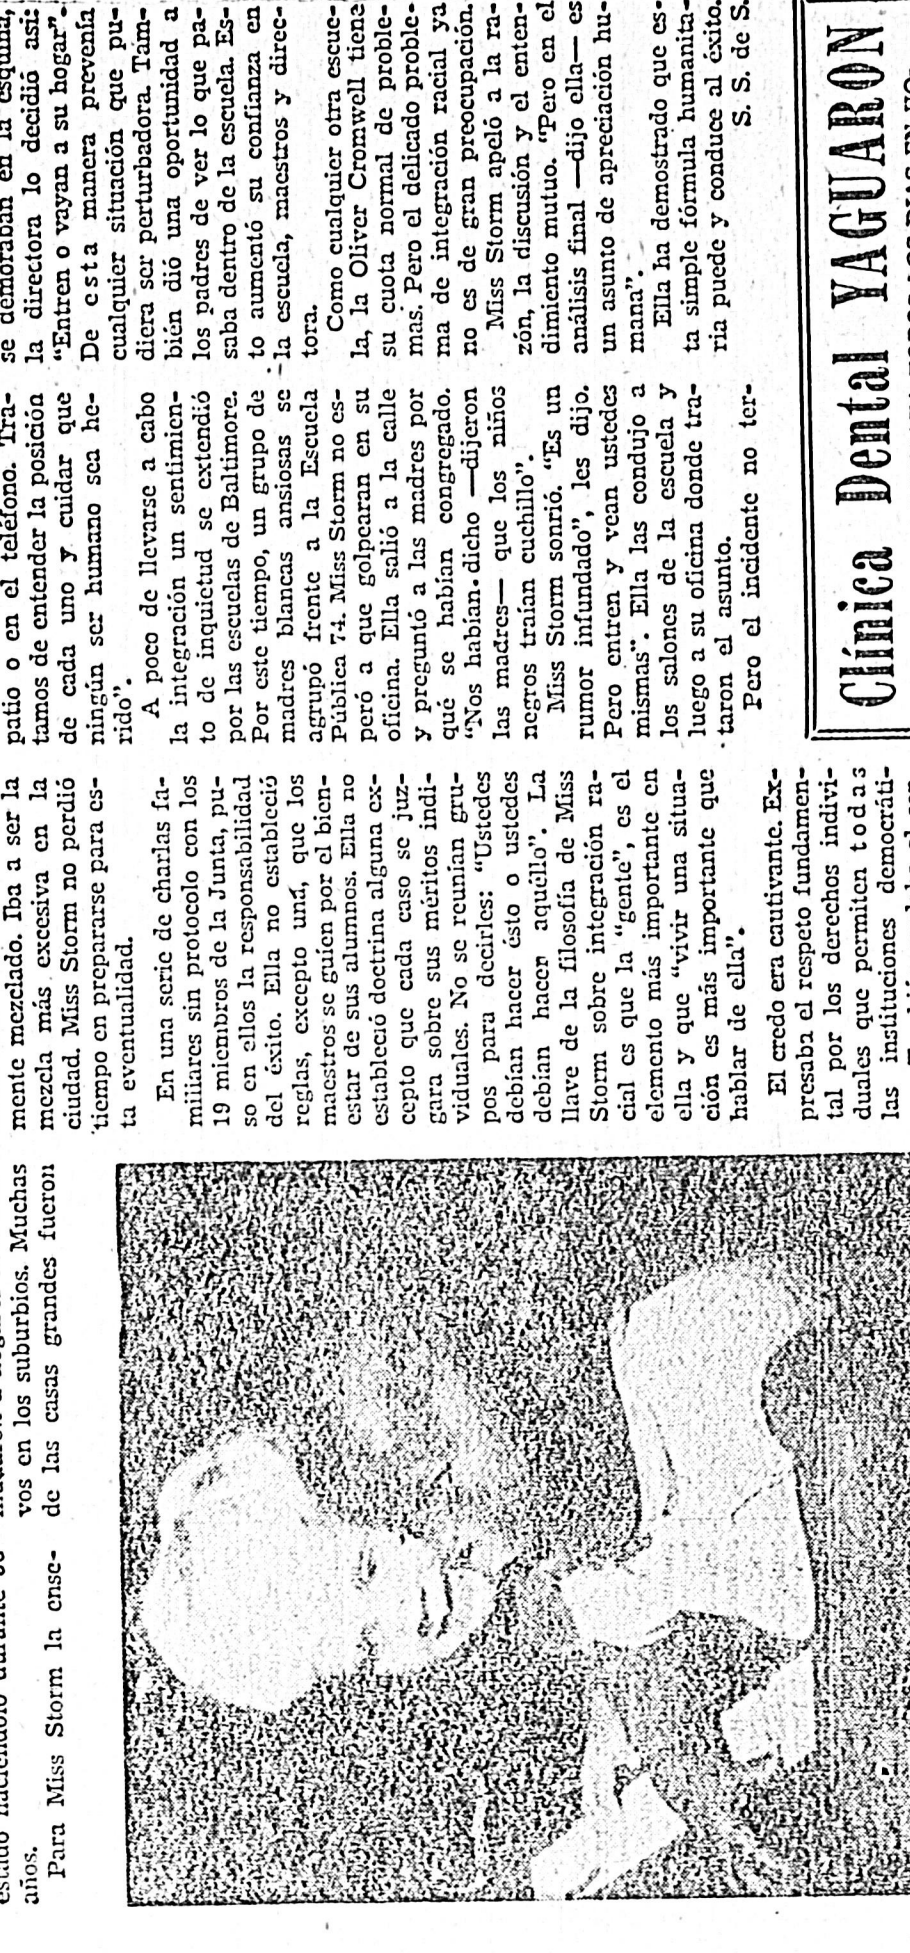 años.
Para Miss Storm la ense-
vos en los suburbios. Muchas
de las casas grandes fueron
mente mezclado. Iba a ser la
mezcla más excesiva en la
ciudad. Miss Storm no perdió
tiempo en prepararse para es-
ta eventualidad.
En una serie de charlas fa-
miliares sin protocolo con los
19 miembros de la Junta, pu-
so en ellos la responsabilidad
del éxito. Ella no estableció
reglas, excepto una, que los
maestros se guíen por el bien-
estar de sus alumnos. Ella no
estableció doctrina alguna ex-
cepto que cada caso se juz-
gara sobre sus méritos indi-
viduales. No se reunían gru-
pos para decirles: “Ustedes
debían hacer ésto o ustedes
debían hacer aquéllo”. La
llave de la filosofía de Miss
Storm sobre integración ra-
cial es que la “gente”, es el
elemento más importante en
ella y que “vivir una situa-
ción es más importante que
hablar de ella”.
El credo era cautivante. Ex-
presaba el respeto fundamen-
tal por los derechos indivi-
duales que permiten todas
las instituciones democráti-
patio o en el teléfono. Tra-
tamos de entender la posición
de cada uno y cuidar que
ningún ser humano sea he-
rido”.
A poco de llevarse a cabo
la integración un sentimien-
to de inquietud se extendió
por las escuelas de Baltimore.
Por este tiempo, un grupo de
madres blancas ansiosas se
agrupó frente a la Escuela
Pública 74. Miss Storm no es-
peró a que golpearan en su
oficina. Ella salió a la calle
y preguntó a las madres por
qué se habían congregado.
“Nos habían dicho —dijeron
las madres— que los niños
negros traían cuchillo”.
Miss Storm sonrió. “Es un
rumor infundado”, les dijo.
Pero entren y vean ustedes
mismas”. Ella las condujo a
los salones de la escuela y
luego a su oficina donde tra-
taron el asunto.
Pero el incidente no ter-
se demoraban en la esquina,
la directora lo decidió así:
“Entren o vayan a su hogar”.
De esta manera prevenía
cualquier situación que pu-
diera ser perturbadora. Tam-
bién dió una oportunidad a
los padres de ver lo que pa-
saba dentro de la escuela. Es-
to aumentó su confianza en
la escuela, maestros y direc-
tora.
Como cualquier otra escue-
la, la Oliver Cromwell tiene
su cuota normal de proble-
mas. Pero el delicado proble-
ma de integración racial ya
no es de gran preocupación.
Miss Storm apeló a la ra-
zón, la discusión y el enten-
dimiento mutuo. “Pero en el
análisis final —dijo ella— es
un asunto de apreciación hu-
mana”.
Ella ha demostrado que es-
ta simple fórmula humanita-
ria puede y conduce al éxito.
S. S. de S.
Clínica Dental YAGUARON